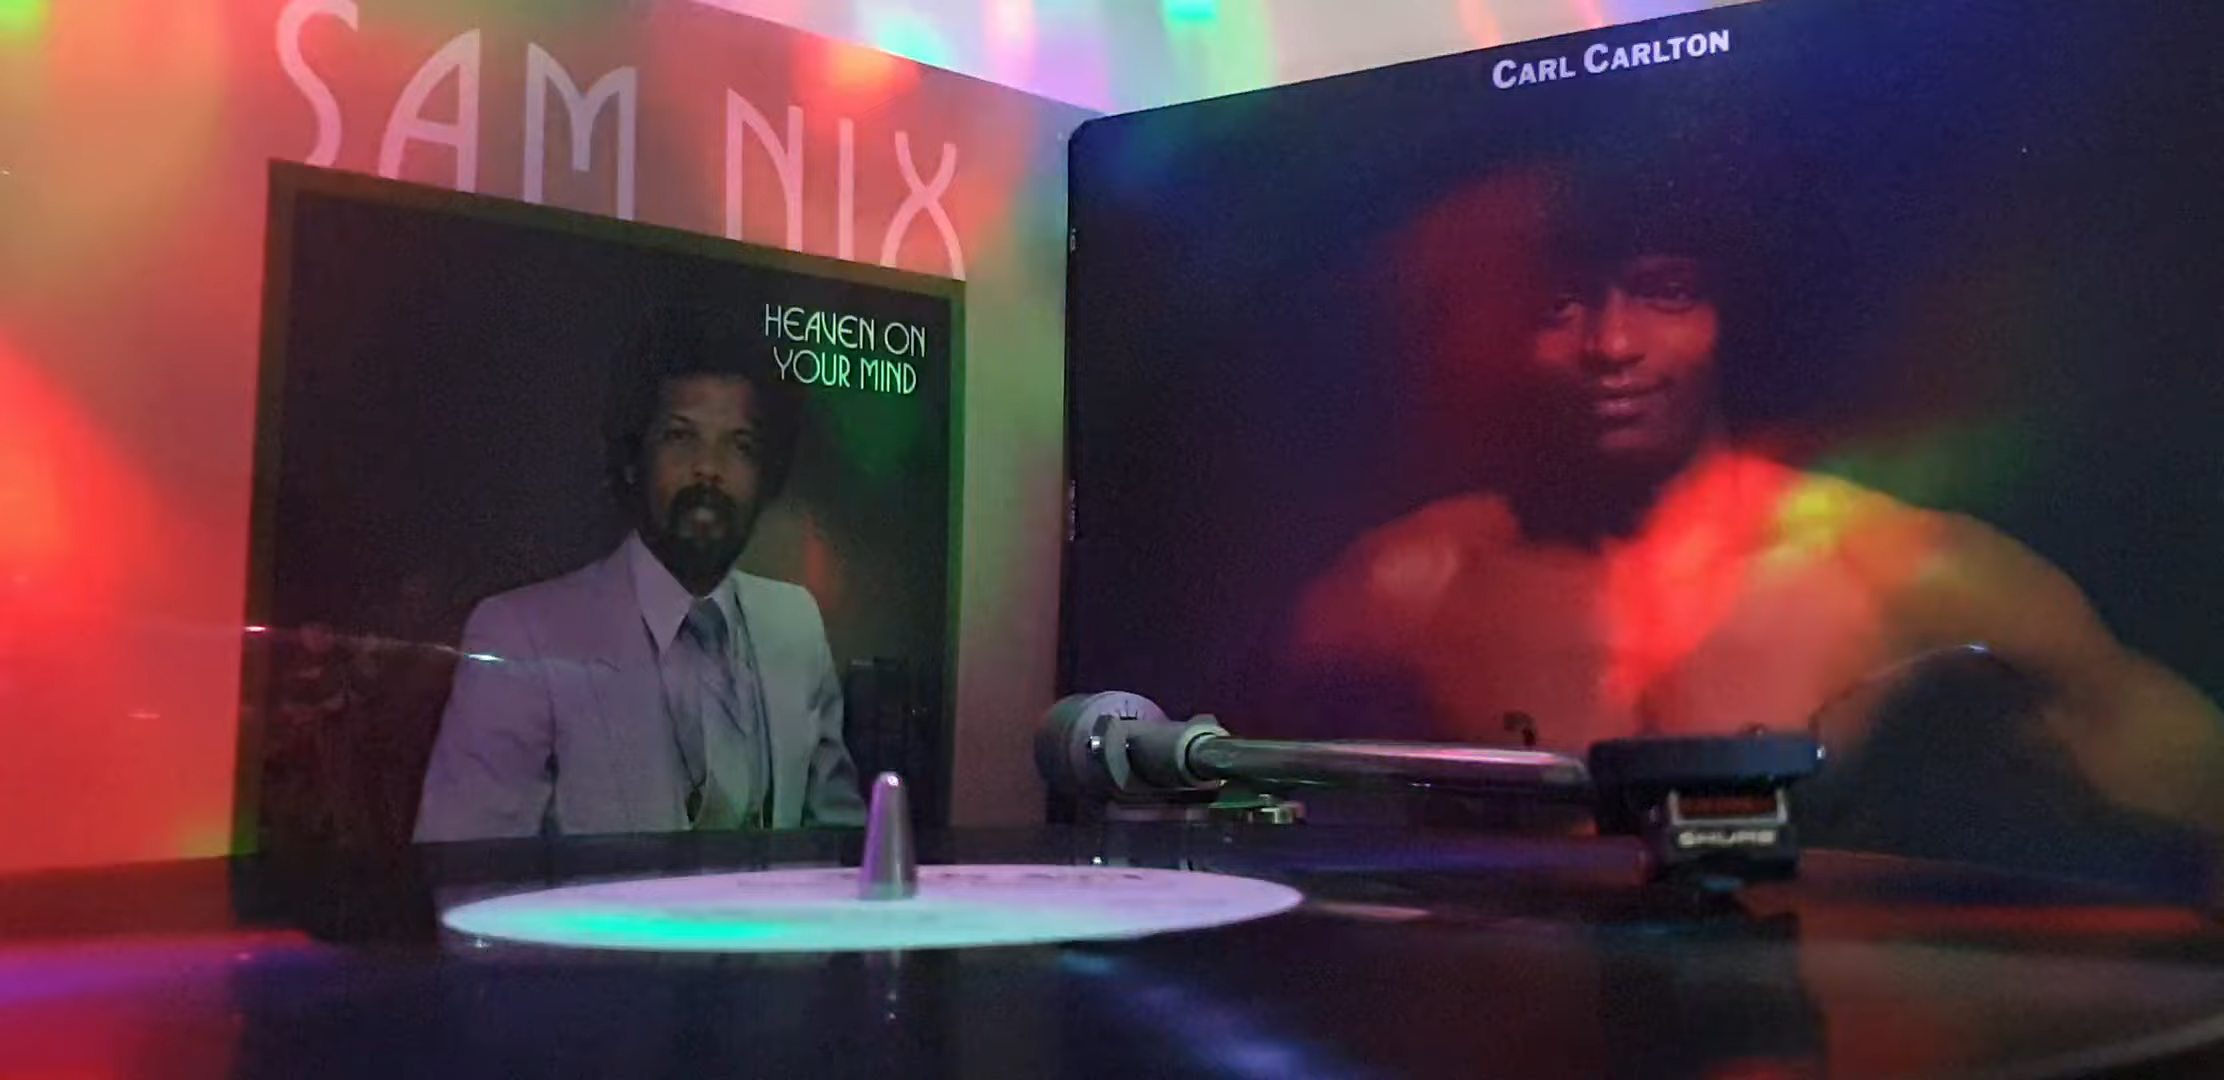 SAM NIX
HEAVEN ON
YOUR MIND
CARL CARLTON
SHURE